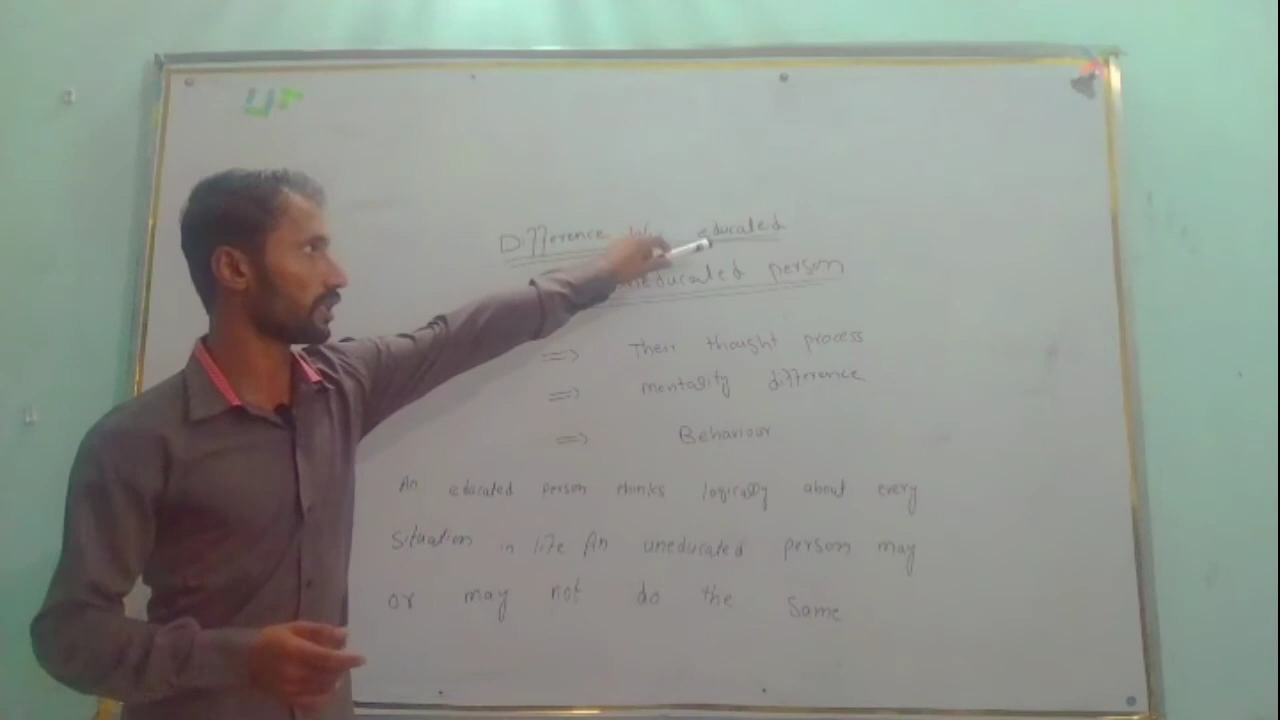 Difference educated
uneducated person
=> Their thought process
=> mentality difference
=> Behaviour
An educated person thinks logically about every
situation in life An uneducated person may
or may not do the same